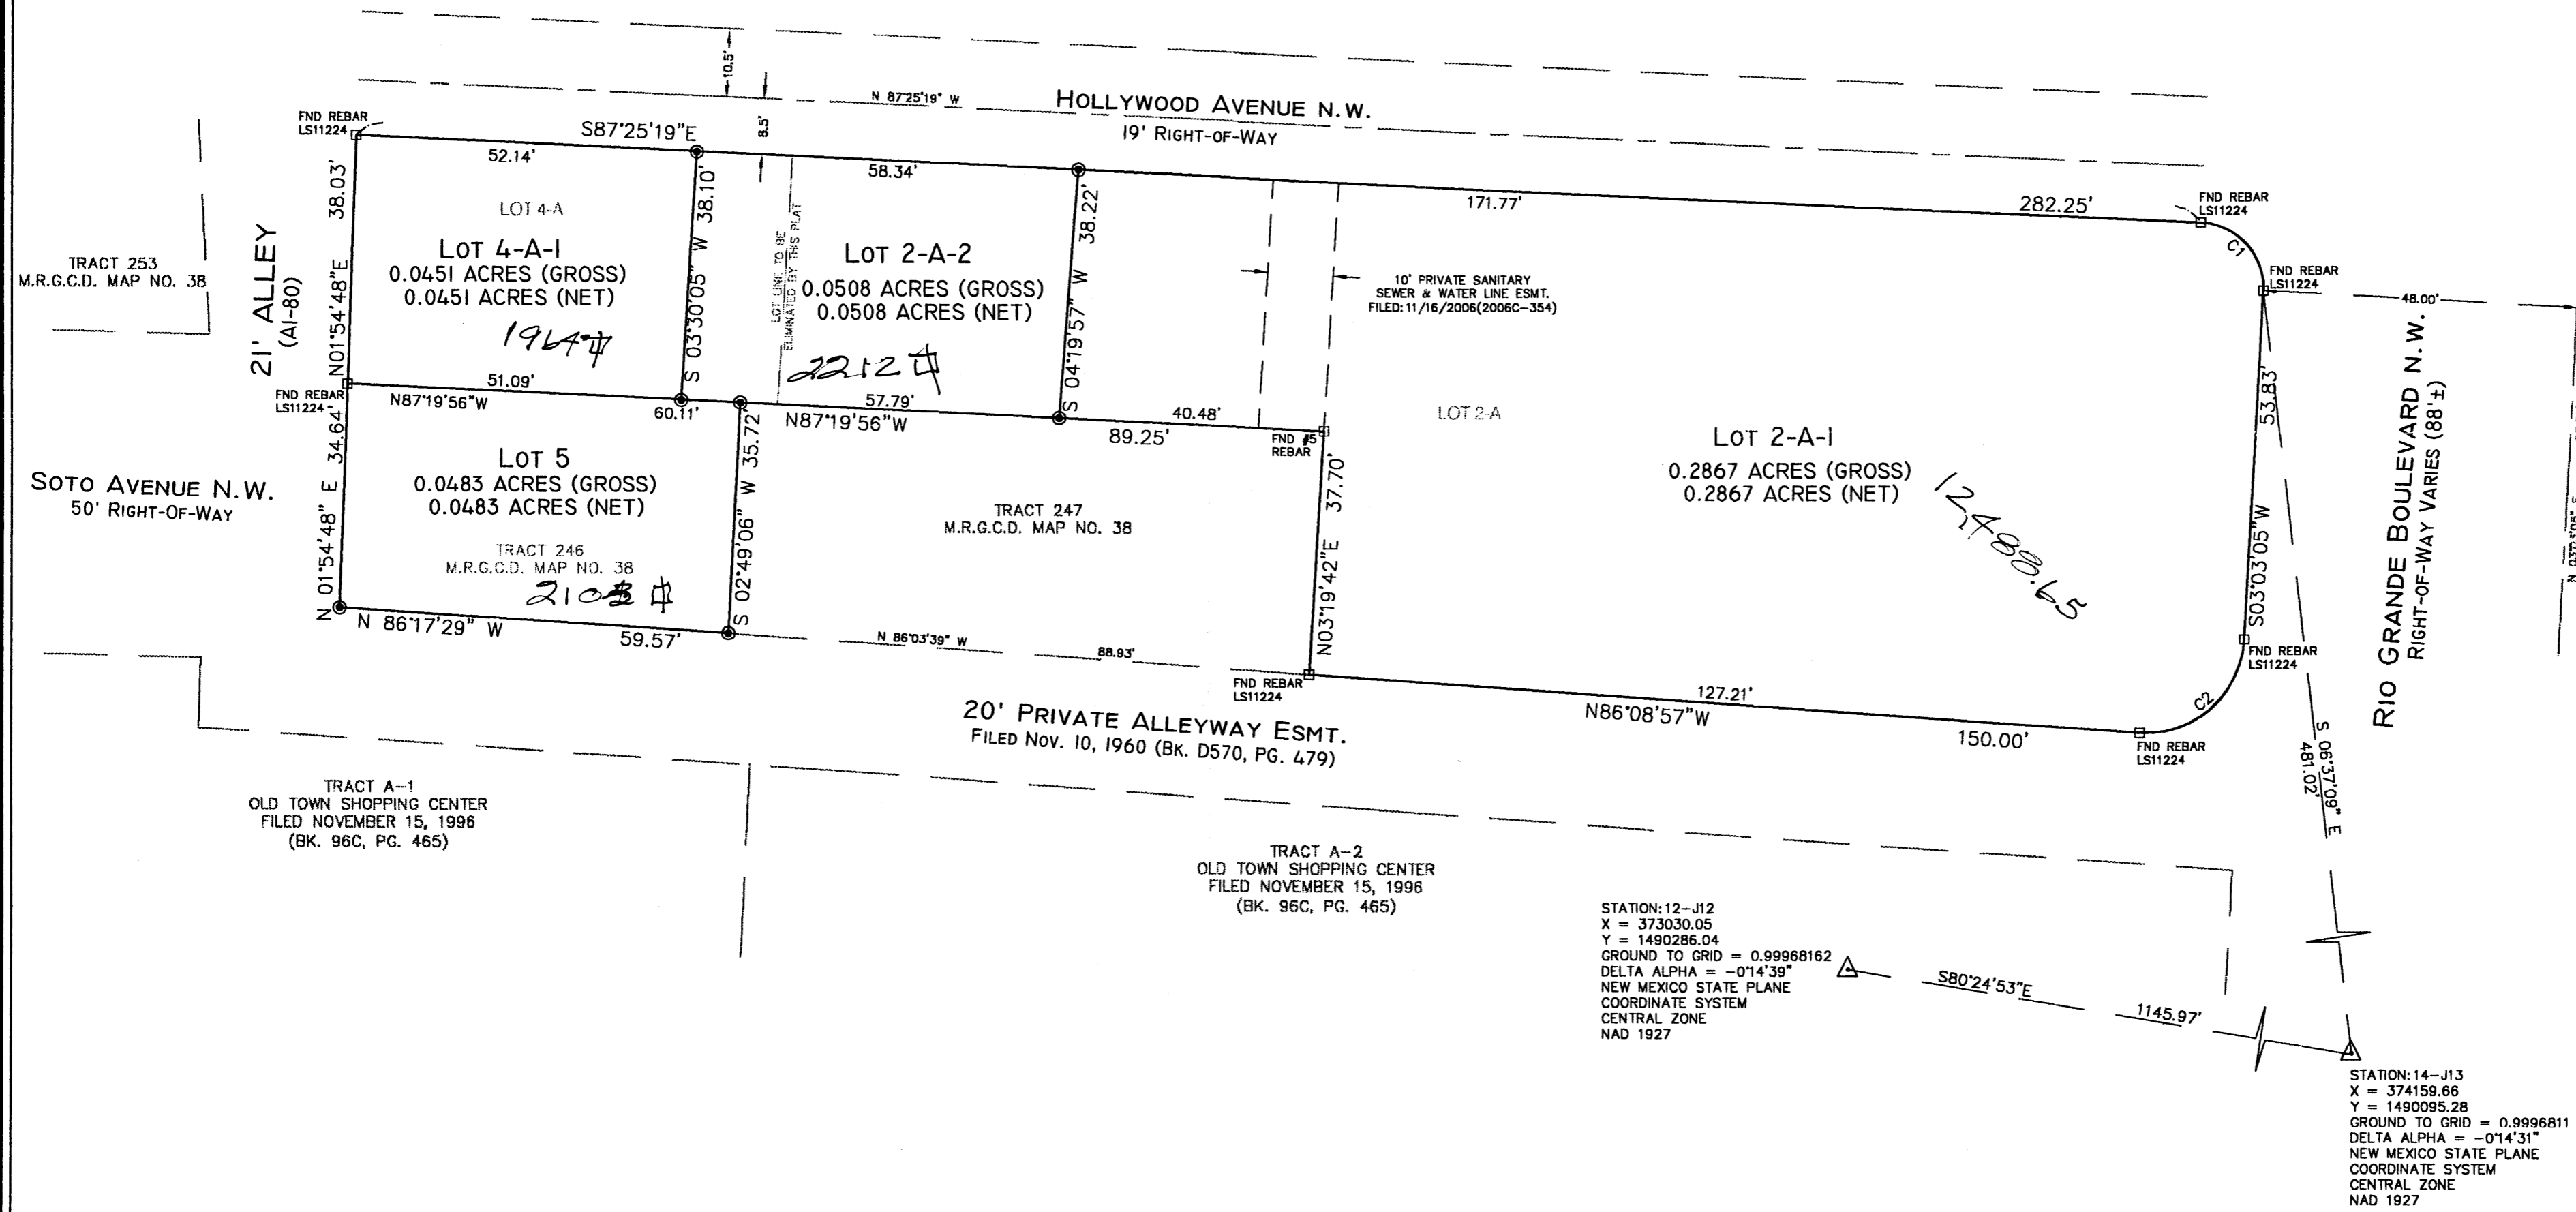 10.5'
N 87°25'19" W
HOLLYWOOD AVENUE N.W.
19' RIGHT-OF-WAY
8.5'
FND REBAR
LS11224
S87°25'19"E
52.14'
58.34'
171.77'
282.25'
FND REBAR
LS11224
C1
FND REBAR
LS11224
48.00'
TRACT 253
M.R.G.C.D. MAP NO. 38
21' ALLEY
(A1-80)
N01°54'48"E 38.03'
LOT 4-A
LOT 4-A-1
0.0451 ACRES (GROSS)
0.0451 ACRES (NET)
1964
S 03°30'05" W 38.10'
LOT LINE TO BE
ELIMINATED BY THIS PLAT
LOT 2-A-2
0.0508 ACRES (GROSS)
0.0508 ACRES (NET)
2212
S 04°19'57" W 38.22'
10' PRIVATE SANITARY
SEWER & WATER LINE ESMT.
FILED: 11/16/2006(2006C-354)
FND REBAR
LS11224
51.09'
N87°19'56"W
60.11'
57.79'
N87°19'56"W
40.48'
89.25'
FND #5
REBAR
LOT 2-A
LOT 2-A-1
0.2867 ACRES (GROSS)
0.2867 ACRES (NET)
12,488.65
S03°03'05"W 53.83'
RIO GRANDE BOULEVARD N.W.
RIGHT-OF-WAY VARIES (88'±)
SOTO AVENUE N.W.
50' RIGHT-OF-WAY
N 01°54'48" E 34.64'
LOT 5
0.0483 ACRES (GROSS)
0.0483 ACRES (NET)
TRACT 246
M.R.G.C.D. MAP NO. 38
S 02°49'06" W 35.72'
TRACT 247
M.R.G.C.D. MAP NO. 38
N03°19'42"E 37.70'
N 86°17'29" W
59.57'
N 86°03'39" W
88.93'
FND REBAR
LS11224
127.21'
N86°08'57"W
150.00'
C2
FND REBAR
LS11224
FND REBAR
LS11224
20' PRIVATE ALLEYWAY ESMT.
FILED NOV. 10, 1960 (BK. D570, PG. 479)
S 06°37'09" E
481.02'
TRACT A-1
OLD TOWN SHOPPING CENTER
FILED NOVEMBER 15, 1996
(BK. 96C, PG. 465)
TRACT A-2
OLD TOWN SHOPPING CENTER
FILED NOVEMBER 15, 1996
(BK. 96C, PG. 465)
STATION: 12-J12
X = 373030.05
Y = 1490286.04
GROUND TO GRID = 0.99968162
DELTA ALPHA = -0°14'39"
NEW MEXICO STATE PLANE
COORDINATE SYSTEM
CENTRAL ZONE
NAD 1927
S80°24'53"E
1145.97'
STATION: 14-J13
X = 374159.66
Y = 1490095.28
GROUND TO GRID = 0.9996811
DELTA ALPHA = -0°14'31"
NEW MEXICO STATE PLANE
COORDINATE SYSTEM
CENTRAL ZONE
NAD 1927